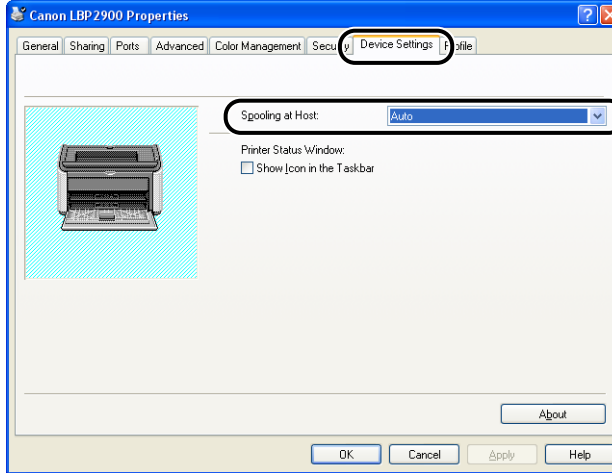 Canon LBP2900 Properties
General Sharing Ports Advanced Color Management Device Settings
Spooling at Host: Auto
Printer Status Window:
Show Icon in the Taskbar
About
OK Cancel Apply Help